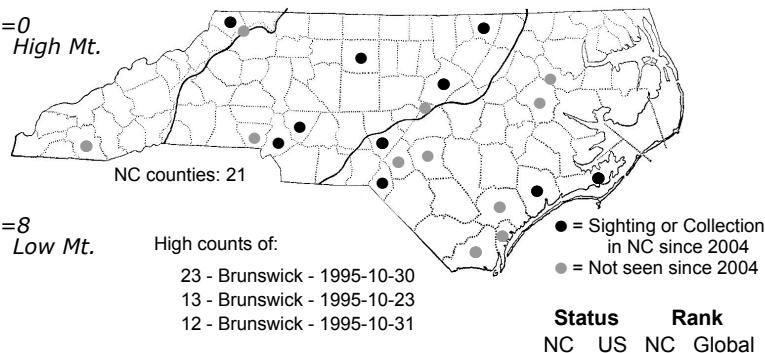 =0
High Mt.
NC counties: 21
=8
Low Mt.
High counts of:
23 - Brunswick - 1995-10-30
13 - Brunswick - 1995-10-23
12 - Brunswick - 1995-10-31
= Sighting or Collection
in NC since 2004
= Not seen since 2004
Status Rank
NC US NC Global